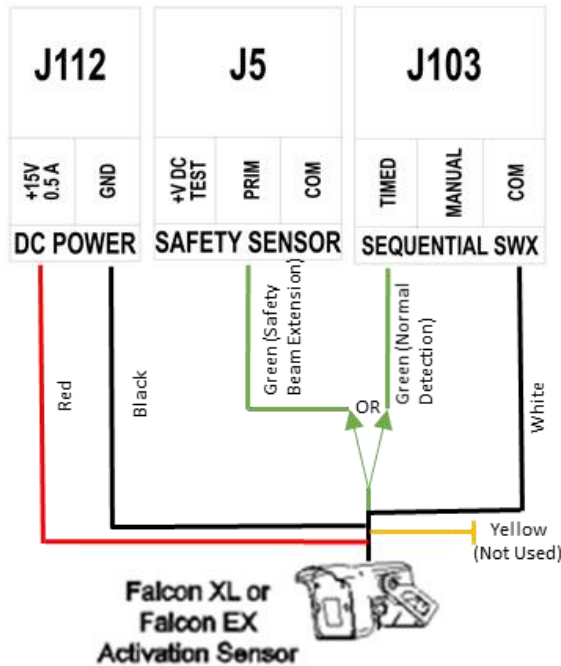 J112
J5
J103
+15V
0.5 A
GND
+V DC
TEST
PRIM
COM
TIMED
MANUAL
COM
DC POWER
SAFETY SENSOR
SEQUENTIAL SWX
Red
Black
Green (Safety
Beam Extension)
OR
Green (Normal
Detection)
White
Yellow
(Not Used)
Falcon XL or
Falcon EX
Activation Sensor